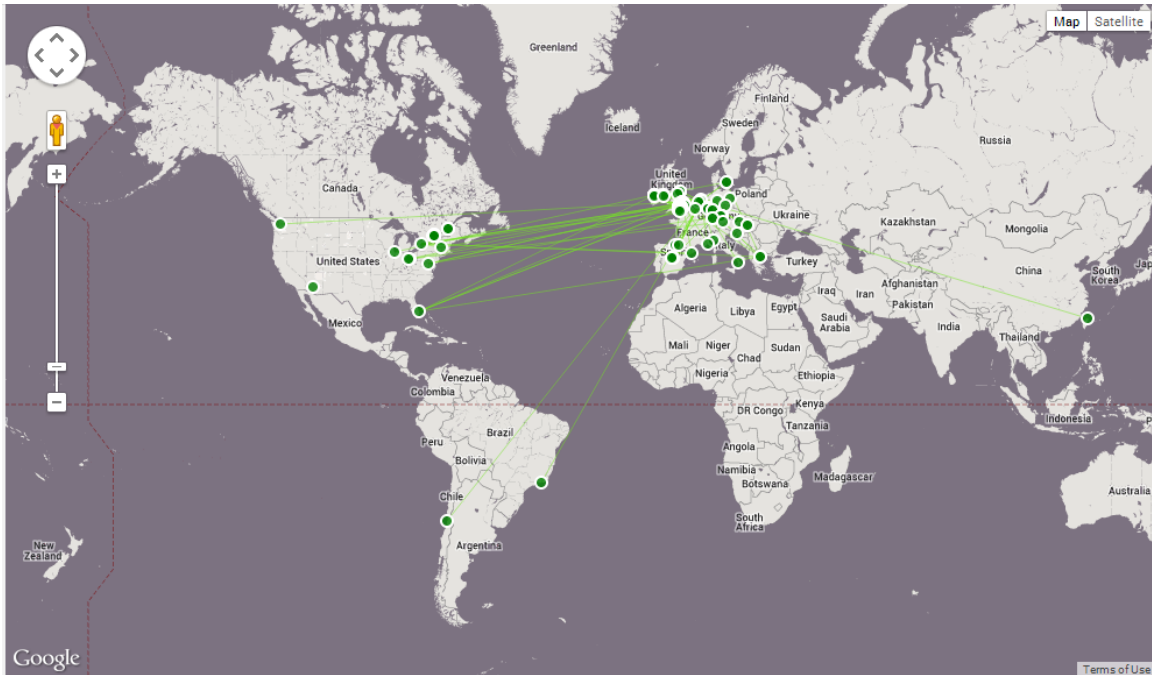 Map Satellite
Greenland
Iceland
Finland
Sweden
Norway
Russia
United
Kingdom
Poland
Canada
Ukraine
Kazakhstan
Mongolia
France
Italy
United States
Turkey
China
South
Korea
Afghanistan
Iraq
Iran
Pakistan
Algeria
Libya
Egypt
Saudi
Arabia
Mexico
India
Thailand
Mali
Niger
Sudan
Chad
Nigeria
Ethiopia
Venezuela
Colombia
DR Congo
Kenya
Indonesia
Tanzania
Brazil
Peru
Angola
Bolivia
Namibia
Botswana
Madagascar
Chile
Australia
South
Africa
Argentina
New
Zealand
Google
Terms of Use